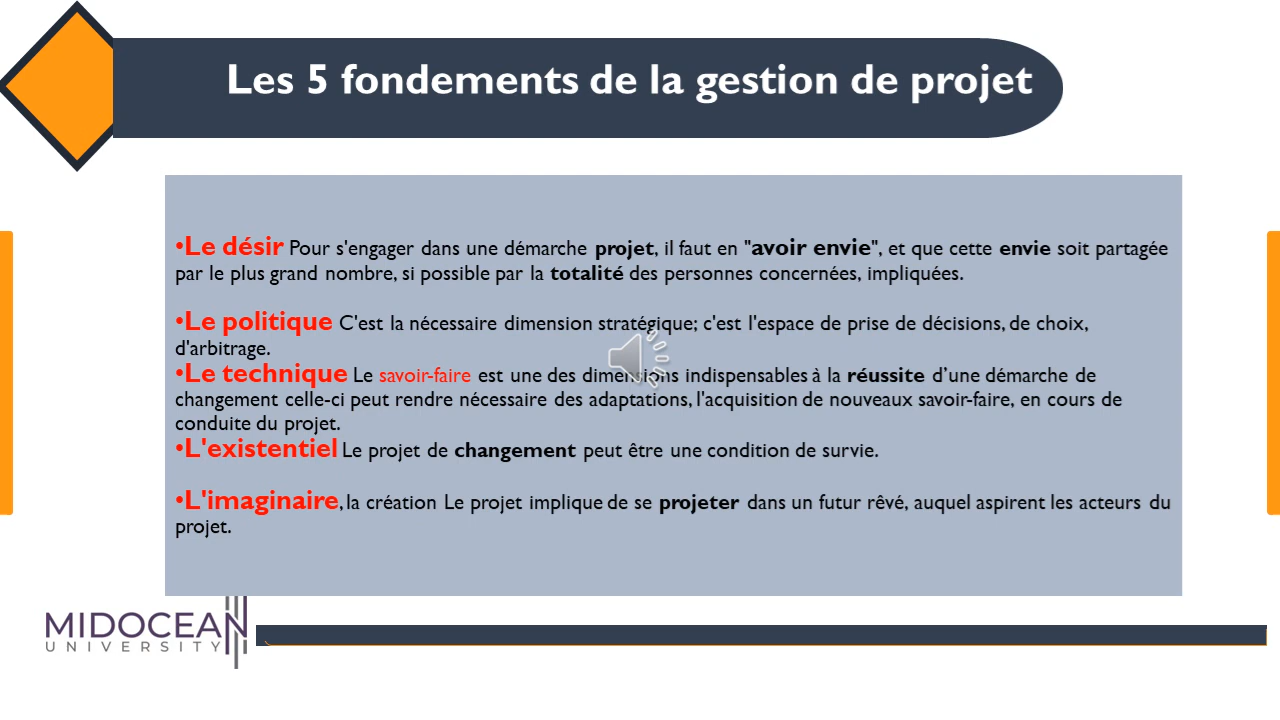 Les 5 fondements de la gestion de projet
•Le désir Pour s'engager dans une démarche projet, il faut en "avoir envie", et que cette envie soit partagée
par le plus grand nombre, si possible par la totalité des personnes concernées, impliquées.
•Le politique C'est la nécessaire dimension stratégique; c'est l'espace de prise de décisions, de choix,
d'arbitrage.
•Le technique Le savoir-faire est une des dimensions indispensables à la réussite d’une démarche de
changement celle-ci peut rendre nécessaire des adaptations, l'acquisition de nouveaux savoir-faire, en cours de
conduite du projet.
•L'existentiel Le projet de changement peut être une condition de survie.
•L'imaginaire, la création Le projet implique de se projeter dans un futur rêvé, auquel aspirent les acteurs du
projet.
MIDOCEAN
UNIVERSITY